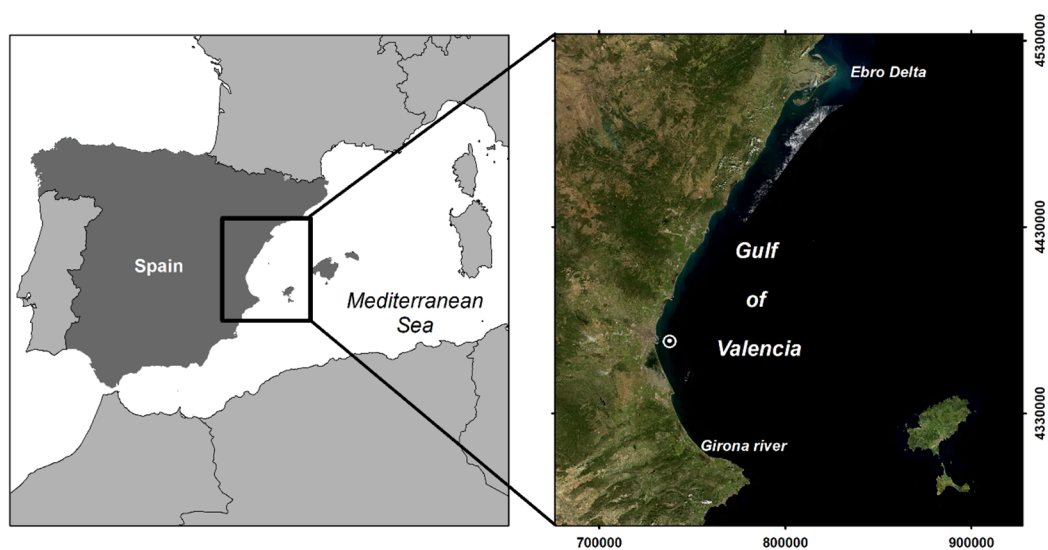 Spain
Mediterranean
Sea
Ebro Delta
Gulf
of
Valencia
Girona river
4530000
4430000
4330000
700000
800000
900000